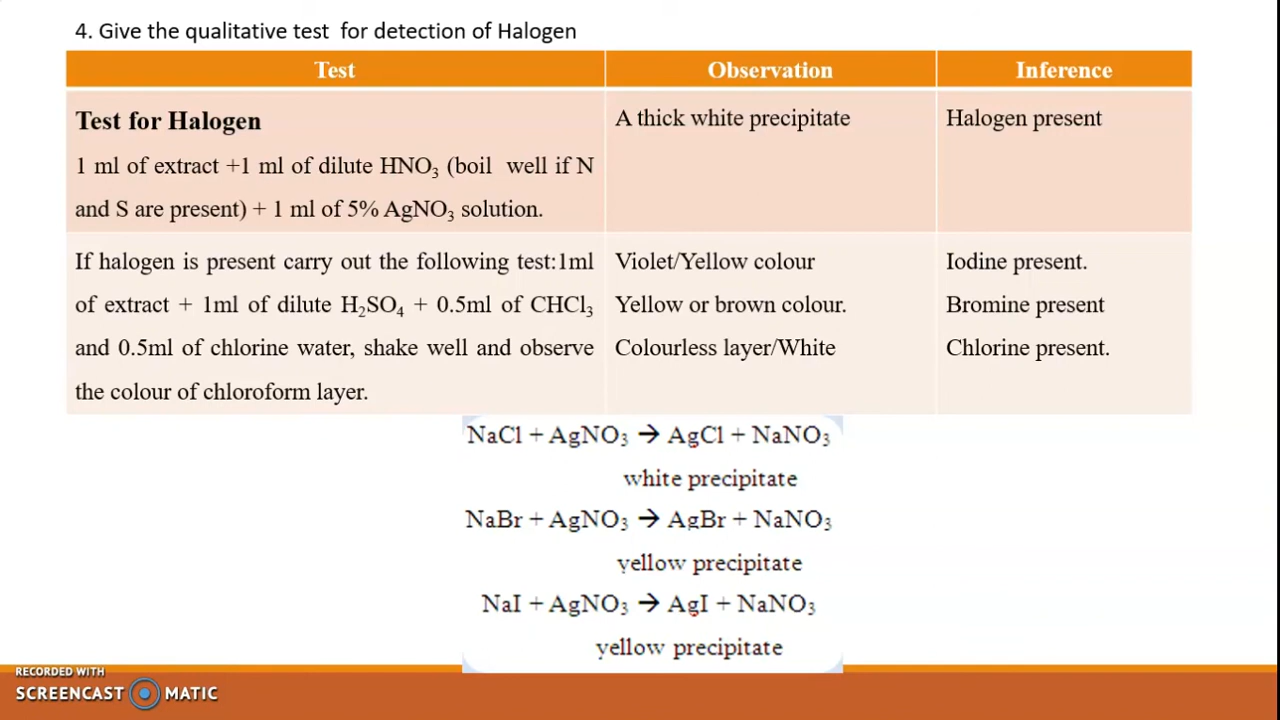 4. Give the qualitative test  for detection of Halogen
Test Observation Inference
Test for Halogen
1 ml of extract +1 ml of dilute HNO₃ (boil  well if N
and S are present) + 1 ml of 5% AgNO₃ solution.
A thick white precipitate
Halogen present
If halogen is present carry out the following test:1ml
of extract + 1ml of dilute H₂SO₄ + 0.5ml of CHCl₃
and 0.5ml of chlorine water, shake well and observe
the colour of chloroform layer.
Violet/Yellow colour
Yellow or brown colour.
Colourless layer/White
Iodine present.
Bromine present
Chlorine present.
NaCl + AgNO₃ → AgCl + NaNO₃
white precipitate
NaBr + AgNO₃ → AgBr + NaNO₃
yellow precipitate
NaI + AgNO₃ → AgI + NaNO₃
yellow precipitate
RECORDED WITH
SCREENCAST MATIC